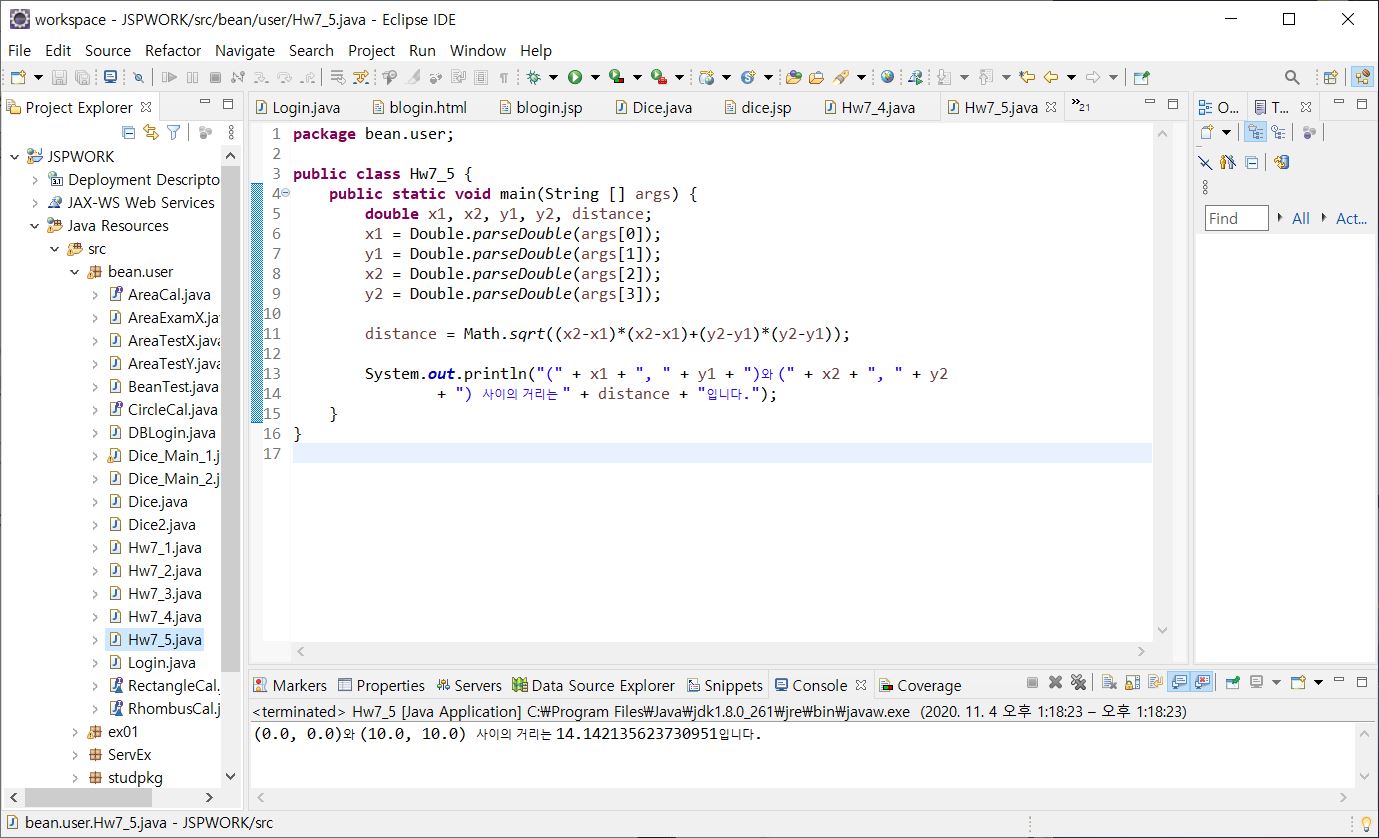 workspace - JSPWORK/src/bean/user/Hw7_5.java - Eclipse IDE
File Edit Source Refactor Navigate Search Project Run Window Help
Project Explorer
JSPWORK
Deployment Descripto
JAX-WS Web Services
Java Resources
src
bean.user
AreaCal.java
AreaExamX.ja
AreaTestX.java
AreaTestY.java
BeanTest.java
CircleCal.java
DBLogin.java
Dice_Main_1.j
Dice_Main_2.j
Dice.java
Dice2.java
Hw7_1.java
Hw7_2.java
Hw7_3.java
Hw7_4.java
Hw7_5.java
Login.java
RectangleCal.
RhombusCal.j
ex01
ServEx
studpkg
Login.java blogin.html blogin.jsp Dice.java dice.jsp Hw7_4.java Hw7_5.java »21
1 package bean.user;
2
3 public class Hw7_5 {
4 public static void main(String [] args) {
5 double x1, x2, y1, y2, distance;
6 x1 = Double.parseDouble(args[0]);
7 y1 = Double.parseDouble(args[1]);
8 x2 = Double.parseDouble(args[2]);
9 y2 = Double.parseDouble(args[3]);
10
11 distance = Math.sqrt((x2-x1)*(x2-x1)+(y2-y1)*(y2-y1));
12
13 System.out.println("(" + x1 + ", " + y1 + ")와 (" + x2 + ", " + y2
14 + ") 사이의 거리는 " + distance + "입니다.");
15 }
16 }
17
O... T...
Find All Act...
Markers Properties Servers Data Source Explorer Snippets Console Coverage
<terminated> Hw7_5 [Java Application] C:₩Program Files₩Java₩jdk1.8.0_261₩jre₩bin₩javaw.exe (2020. 11. 4 오후 1:18:23 – 오후 1:18:23)
(0.0, 0.0)와 (10.0, 10.0) 사이의 거리는 14.142135623730951입니다.
bean.user.Hw7_5.java - JSPWORK/src